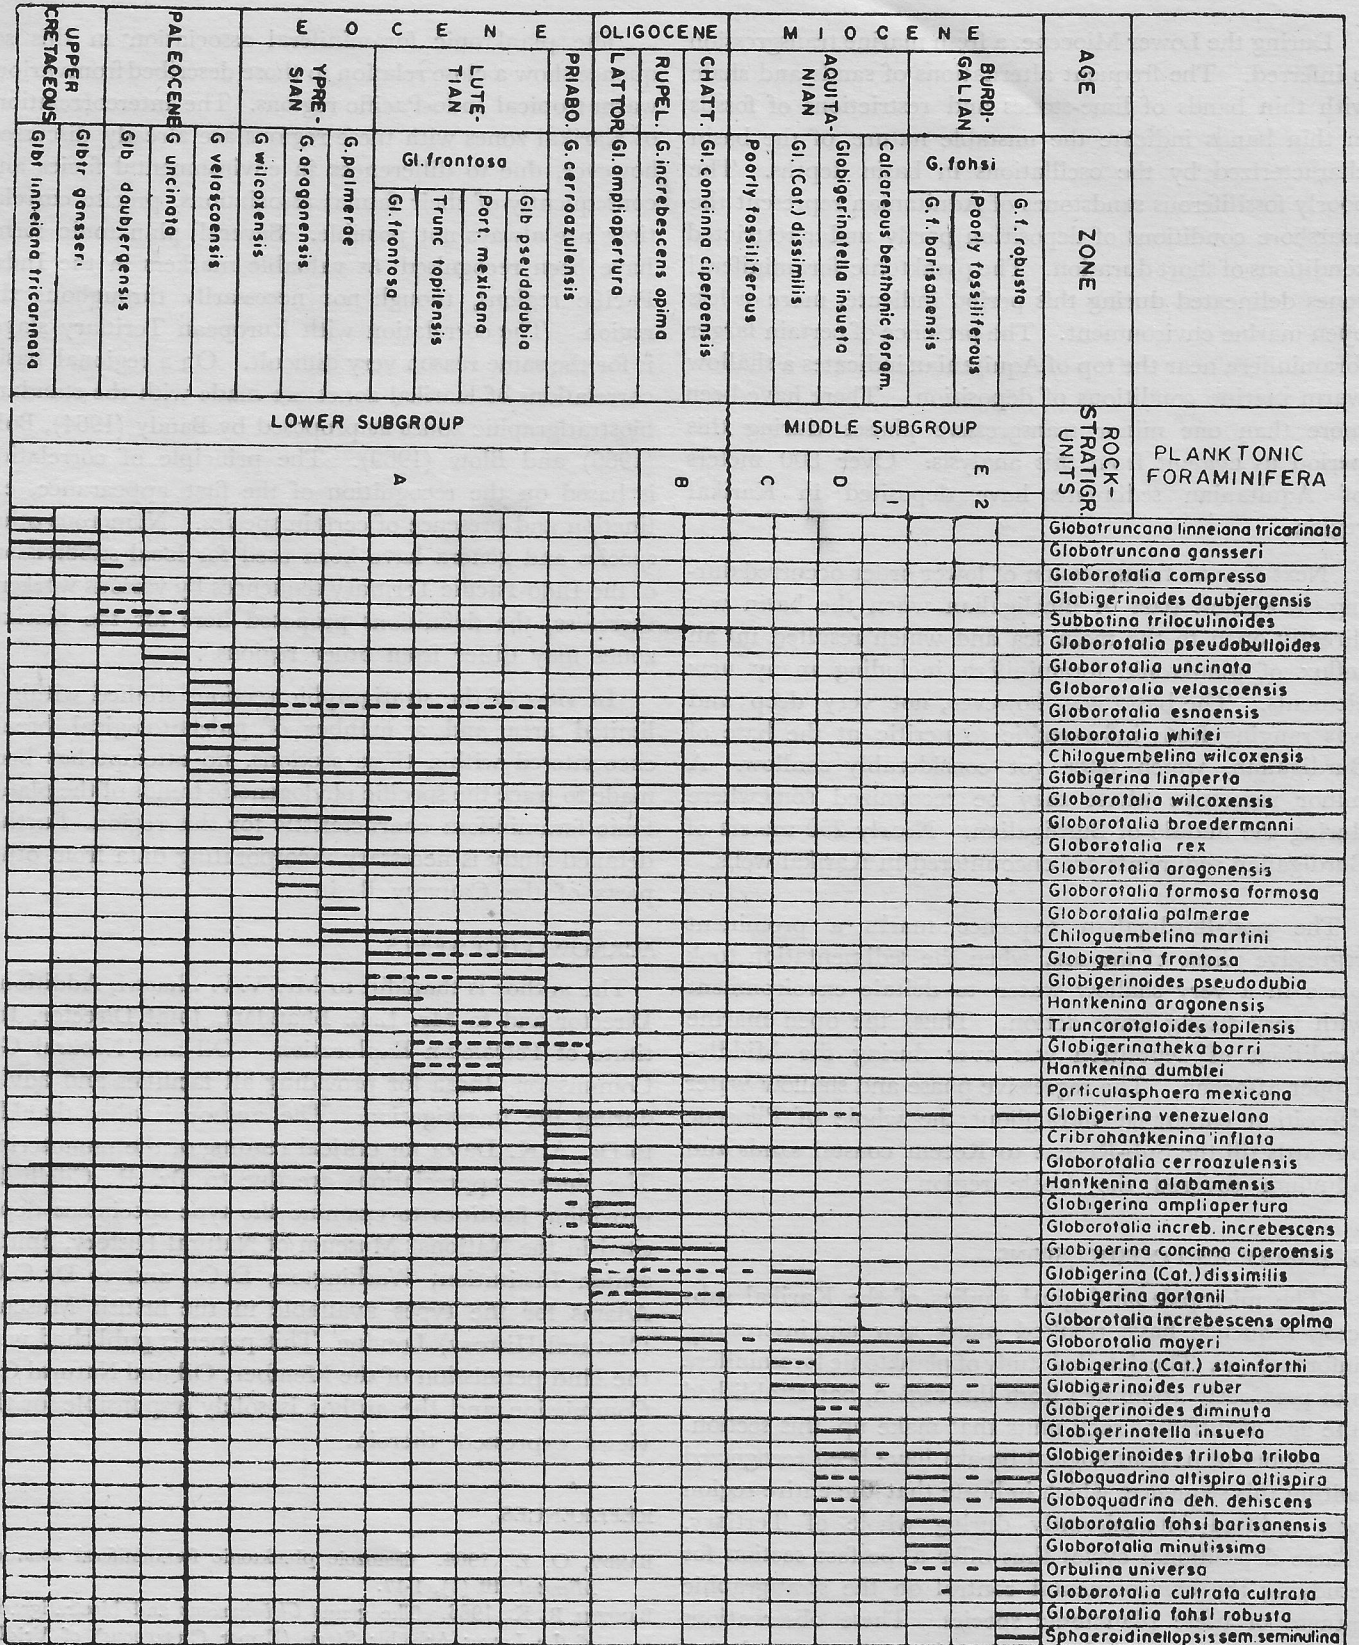 UPPER
CRETACEOUS
PALEOCENE
E O C E N E
OLIGOCENE
M I O C E N E
AGE
YPRE-
SIAN
LUTE-
TIAN
PRIABO.
LATTOR.
RUPEL.
CHATT.
AQUITA-
NIAN
BURDI-
GALIAN
ZONE
Glbt linneiana tricarinata
Glbtr gansseri
Glb daubjergensis
G uncinata
G velascoensis
G wilcoxensis
G. aragonensis
G. palmerae
Gl. frontosa
Gl. frontosa
Trunc topilensis
Port. mexicana
Glb pseudodubia
G. cerroazulensis
Gl. ampliapertura
G increbescens opima
Gl. concinna ciperoensis
Poorly fossiliferous
Gl. (Cat.) dissimilis
Globigerinatella insueta
Calcareous benthonic foram.
G. fohsi
G. f. barisanensis
Poorly fossiliferous
G. f. robusta
LOWER SUBGROUP
MIDDLE SUBGROUP
ROCK-
STRATIGR
UNITS
A
B
C
D
E 2
PLANKTONIC
FORAMINIFERA
Globotruncana linneiana tricarinata
Globotruncana gansseri
Globorotalia compressa
Globigerinoides daubjergensis
Subbotina triloculinoides
Globorotalia pseudobulloides
Globorotalia uncinata
Globorotalia velascoensis
Globorotalia esnaensis
Globorotalia whitei
Chiloguembelina wilcoxensis
Globigerina linaperta
Globorotalia wilcoxensis
Globorotalia broedermanni
Globorotalia rex
Globorotalia aragonensis
Globorotalia formosa formosa
Globorotalia palmerae
Chiloguembelina martini
Globigerina frontosa
Globigerinoides pseudodubia
Hantkenina aragonensis
Truncorotaloides topilensis
Globigerinatheka barri
Hantkenina dumblei
Porticulasphaera mexicana
Globigerina venezuelana
Cribrohantkenina inflata
Globorotalia cerroazulensis
Hantkenina alabamensis
Globigerina ampliapertura
Globorotalia increb. increbescens
Globigerina concinna ciperoensis
Globigerina (Cat.) dissimilis
Globigerina gortanii
Globorotalia increbescens opima
Globorotalia mayeri
Globigerina (Cat.) stainforthi
Globigerinoides ruber
Globigerinoides diminuta
Globigerinatella insueta
Globigerinoides triloba triloba
Globoquadrina altispira altispira
Globoquadrina deh. dehiscens
Globorotalia fohsi barisanensis
Globorotalia minutissima
Orbulina universa
Globorotalia cultrata cultrata
Globorotalia fohsi robusta
Sphaeroidinellopsis sem. seminulina